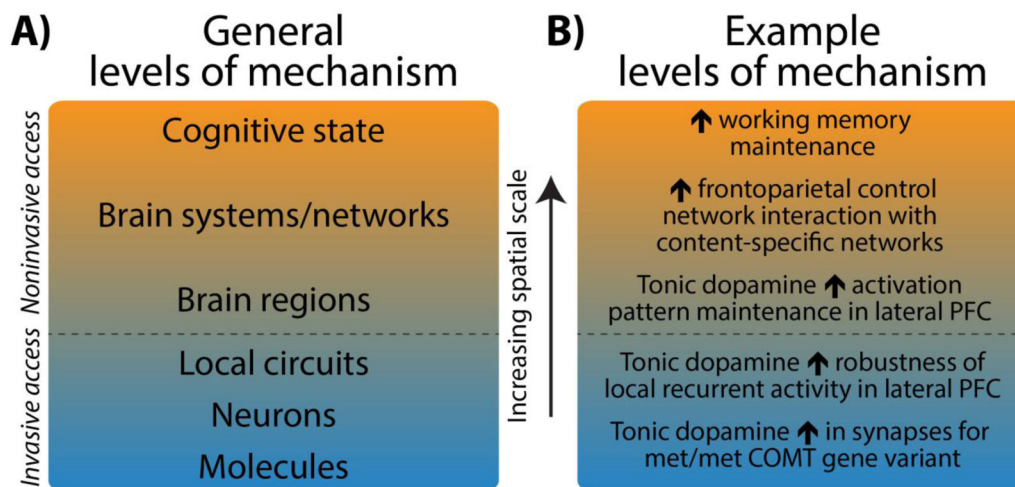 A)
General
levels of mechanism
Noninvasive access
Invasive access
Cognitive state
Brain systems/networks
Brain regions
Local circuits
Neurons
Molecules
Increasing spatial scale
B)
Example
levels of mechanism
↑ working memory
maintenance
↑ frontoparietal control
network interaction with
content-specific networks
Tonic dopamine ↑ activation
pattern maintenance in lateral PFC
Tonic dopamine ↑ robustness of
local recurrent activity in lateral PFC
Tonic dopamine ↑ in synapses for
met/met COMT gene variant